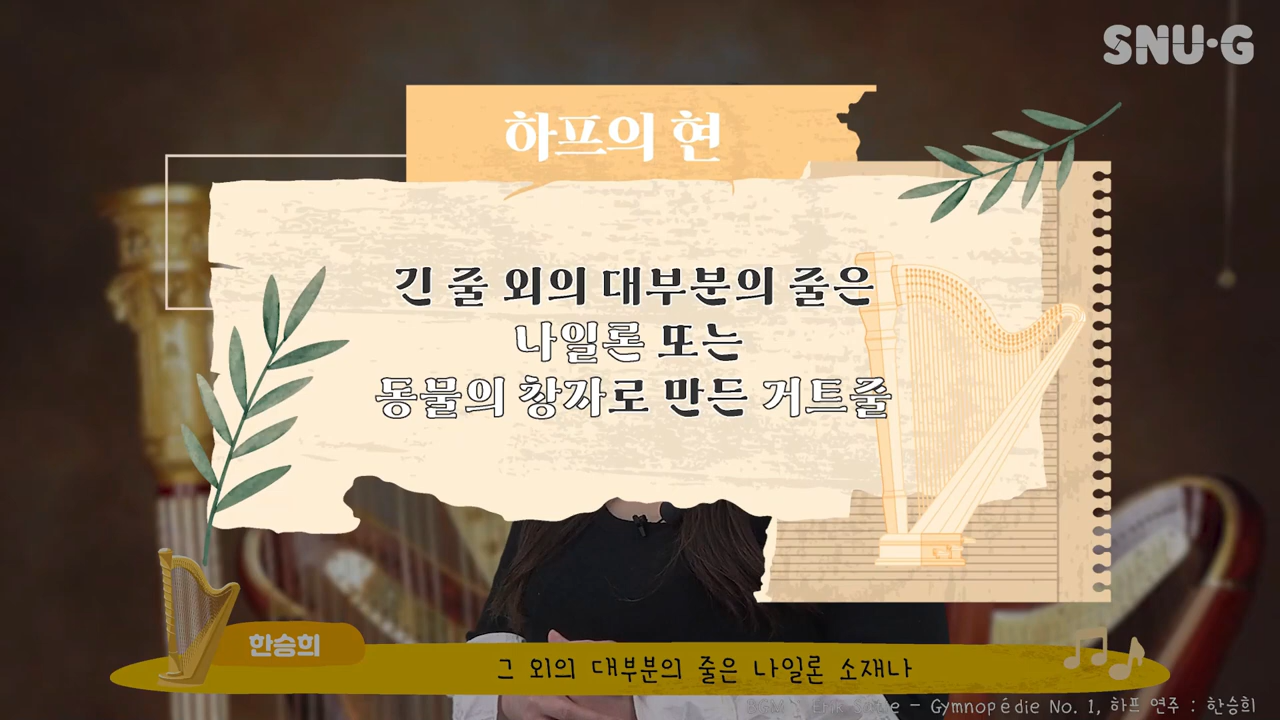 SNU·G
하프의 현
긴 줄 외의 대부분의 줄은
나일론 또는
동물의 창자로 만든 거트줄
한승희
그 외의 대부분의 줄은 나일론 소재나
– Gymnopédie No. 1, 하프 연주 : 한승희